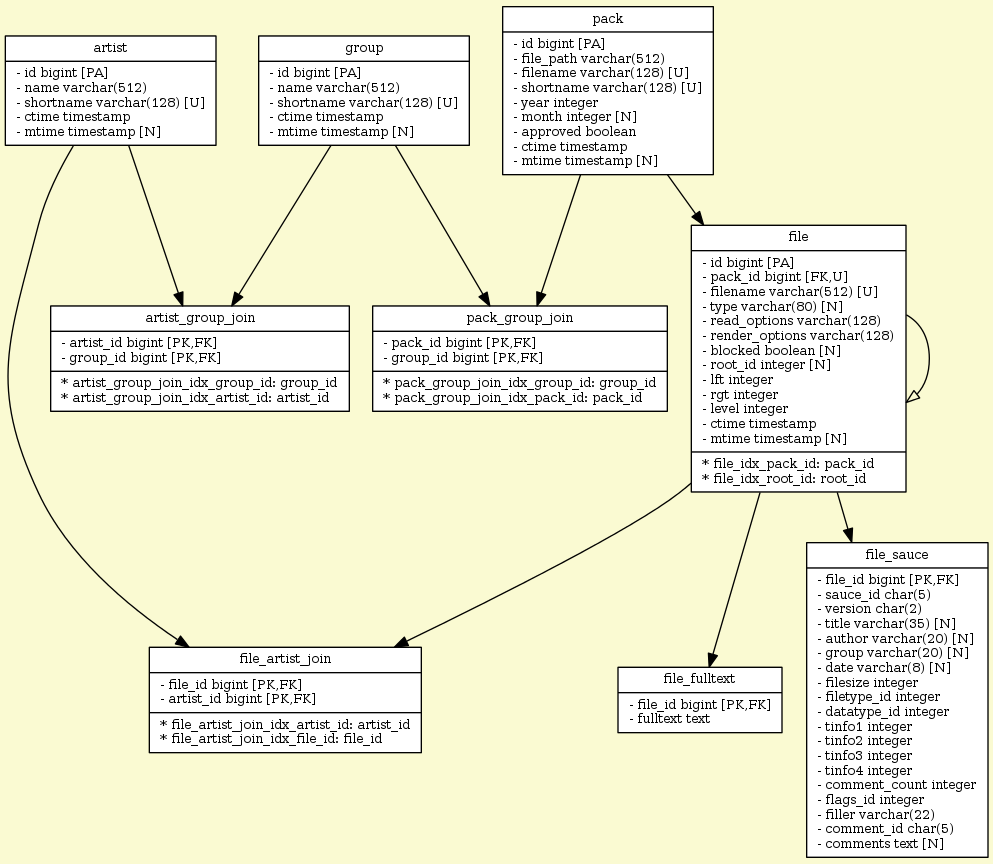 artist
- id bigint [PA]
- name varchar(512)
- shortname varchar(128) [U]
- ctime timestamp
- mtime timestamp [N]
group
- id bigint [PA]
- name varchar(512)
- shortname varchar(128) [U]
- ctime timestamp
- mtime timestamp [N]
pack
- id bigint [PA]
- file_path varchar(512)
- filename varchar(128) [U]
- shortname varchar(128) [U]
- year integer
- month integer [N]
- approved boolean
- ctime timestamp
- mtime timestamp [N]
file
- id bigint [PA]
- pack_id bigint [FK,U]
- filename varchar(512) [U]
- type varchar(80) [N]
- read_options varchar(128)
- render_options varchar(128)
- blocked boolean [N]
- root_id integer [N]
- lft integer
- rgt integer
- level integer
- ctime timestamp
- mtime timestamp [N]
* file_idx_pack_id: pack_id
* file_idx_root_id: root_id
artist_group_join
- artist_id bigint [PK,FK]
- group_id bigint [PK,FK]
* artist_group_join_idx_group_id: group_id
* artist_group_join_idx_artist_id: artist_id
pack_group_join
- pack_id bigint [PK,FK]
- group_id bigint [PK,FK]
* pack_group_join_idx_group_id: group_id
* pack_group_join_idx_pack_id: pack_id
file_artist_join
- file_id bigint [PK,FK]
- artist_id bigint [PK,FK]
* file_artist_join_idx_artist_id: artist_id
* file_artist_join_idx_file_id: file_id
file_fulltext
- file_id bigint [PK,FK]
- fulltext text
file_sauce
- file_id bigint [PK,FK]
- sauce_id char(5)
- version char(2)
- title varchar(35) [N]
- author varchar(20) [N]
- group varchar(20) [N]
- date varchar(8) [N]
- filesize integer
- filetype_id integer
- datatype_id integer
- tinfo1 integer
- tinfo2 integer
- tinfo3 integer
- tinfo4 integer
- comment_count integer
- flags_id integer
- filler varchar(22)
- comment_id char(5)
- comments text [N]